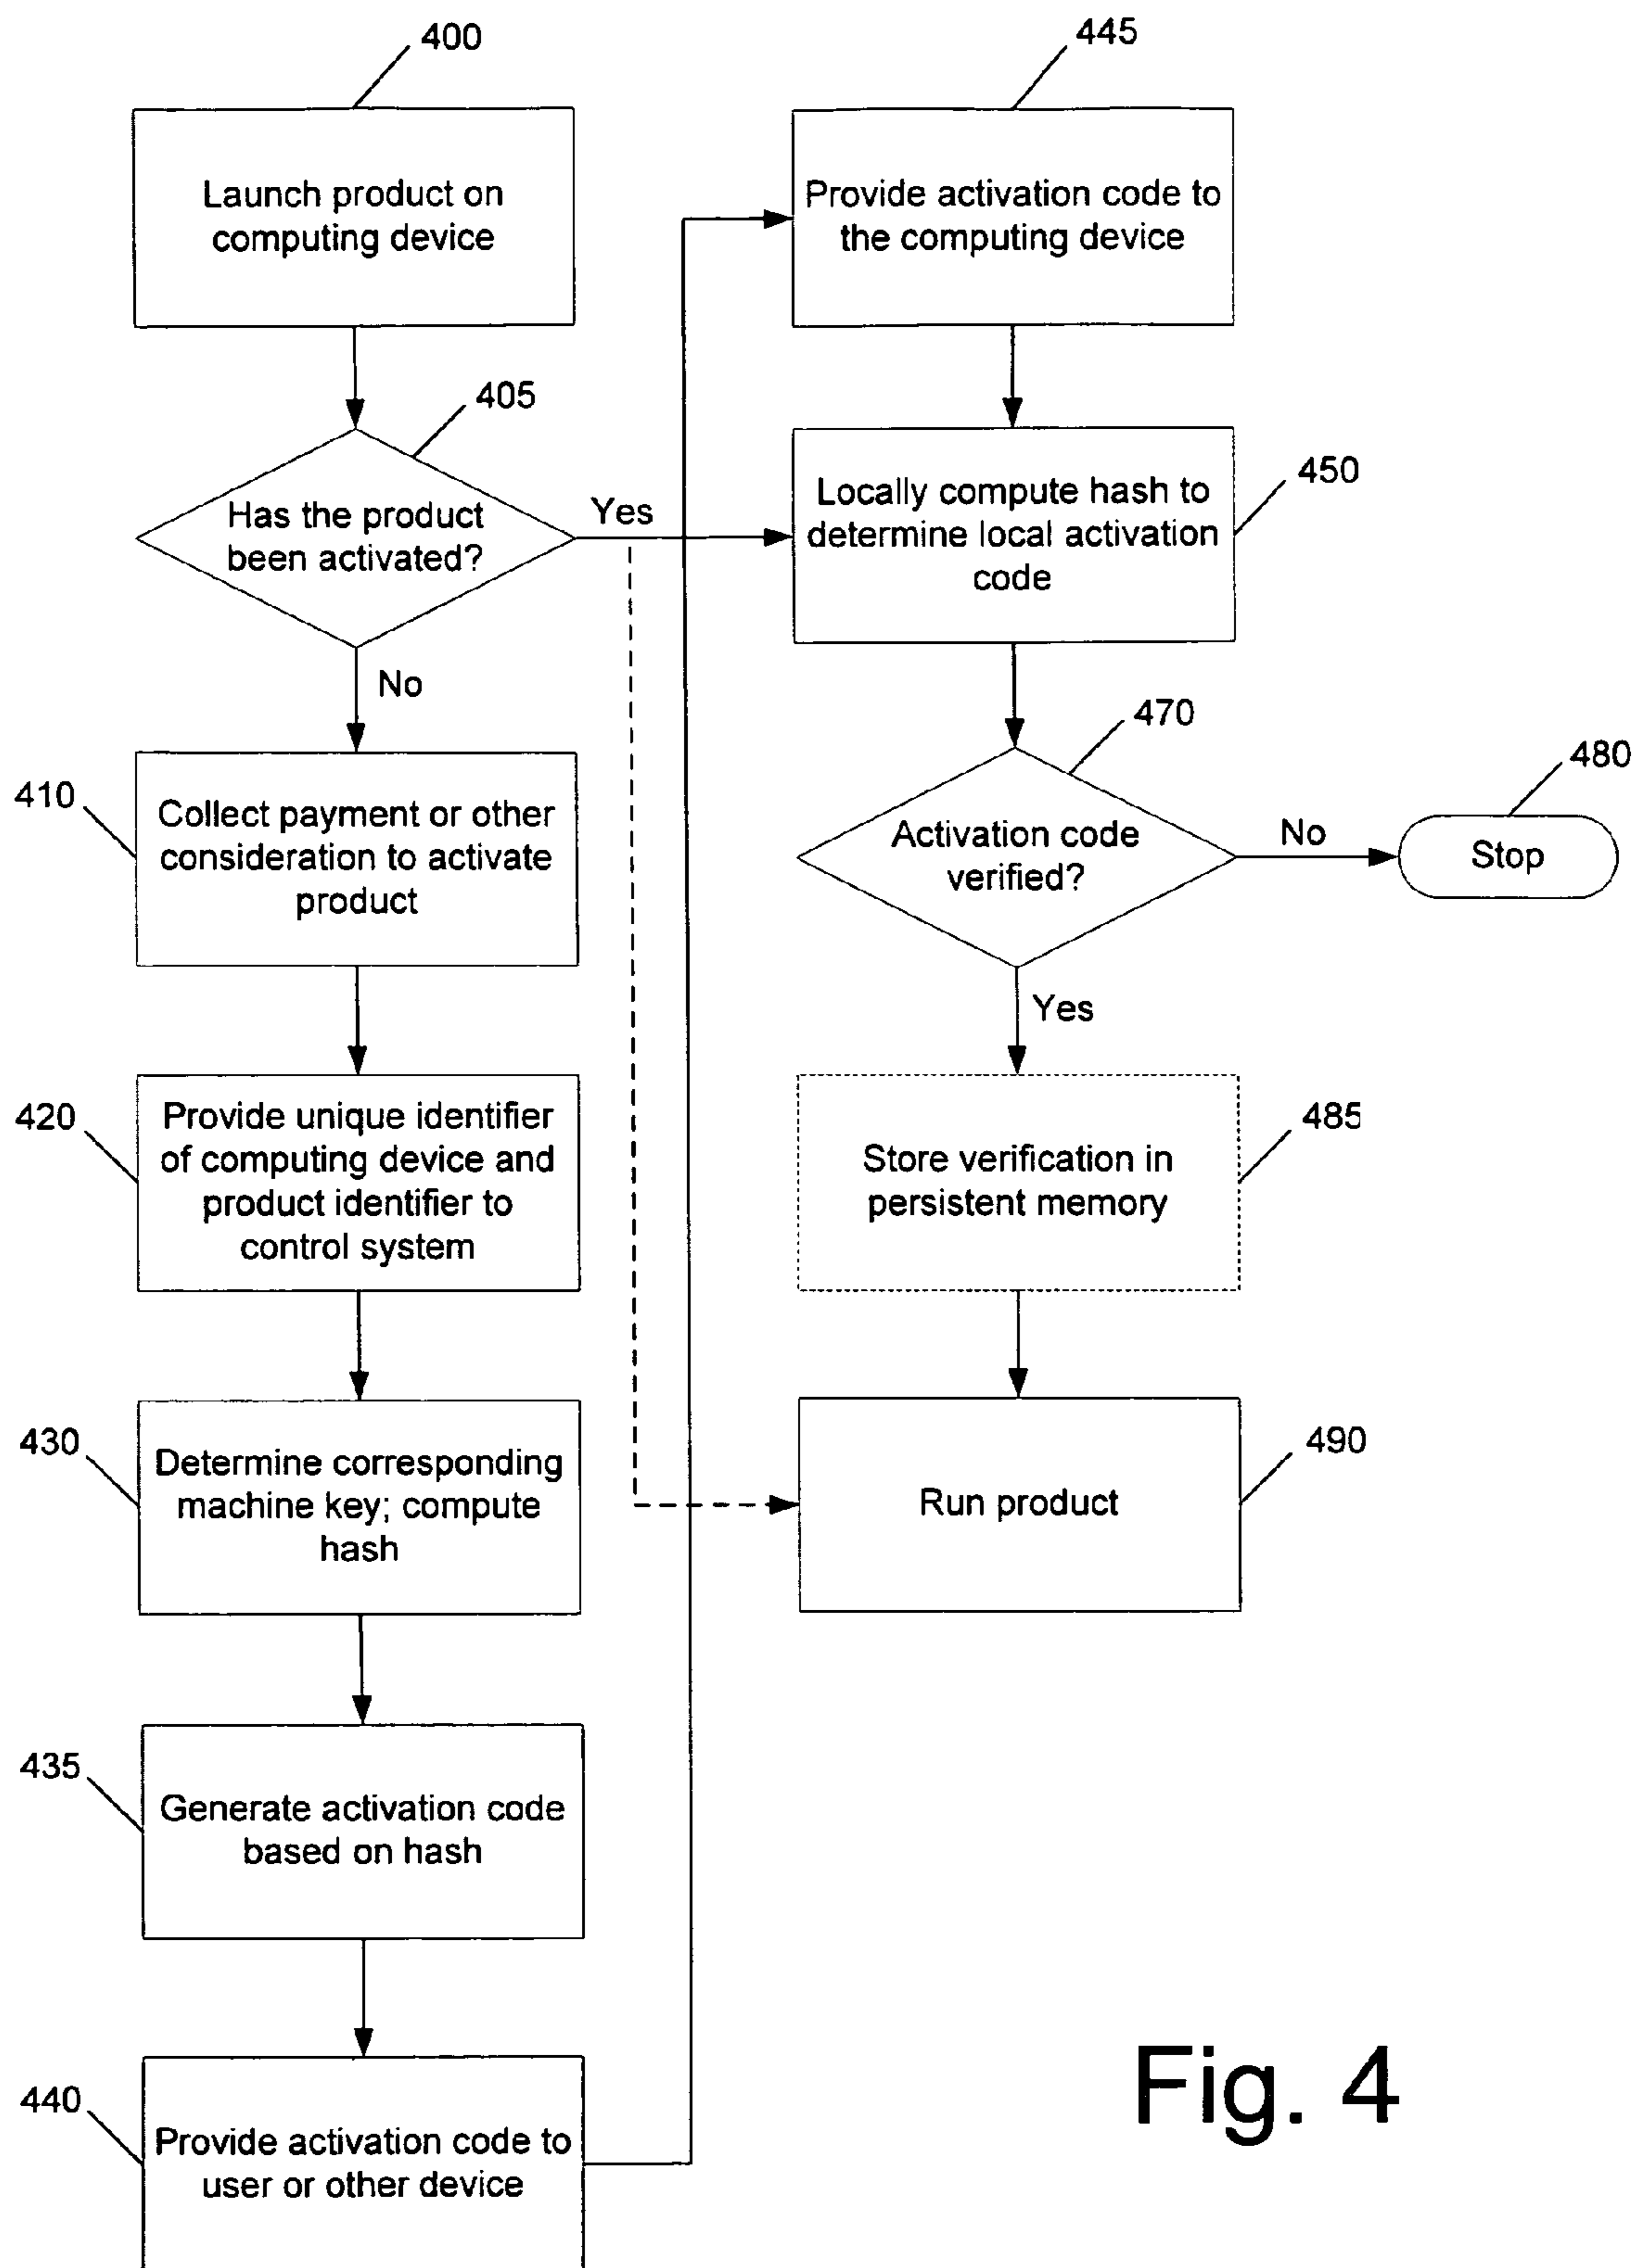 400
Launch product on
computing device
405
Has the product
been activated?
Yes
No
410
Collect payment or other
consideration to activate
product
420
Provide unique identifier
of computing device and
product identifier to
control system
430
Determine corresponding
machine key; compute
hash
435
Generate activation code
based on hash
440
Provide activation code to
user or other device
445
Provide activation code to
the computing device
450
Locally compute hash to
determine local activation
code
470
Activation code
verified?
No
480
Stop
Yes
485
Store verification in
persistent memory
490
Run product
Fig. 4